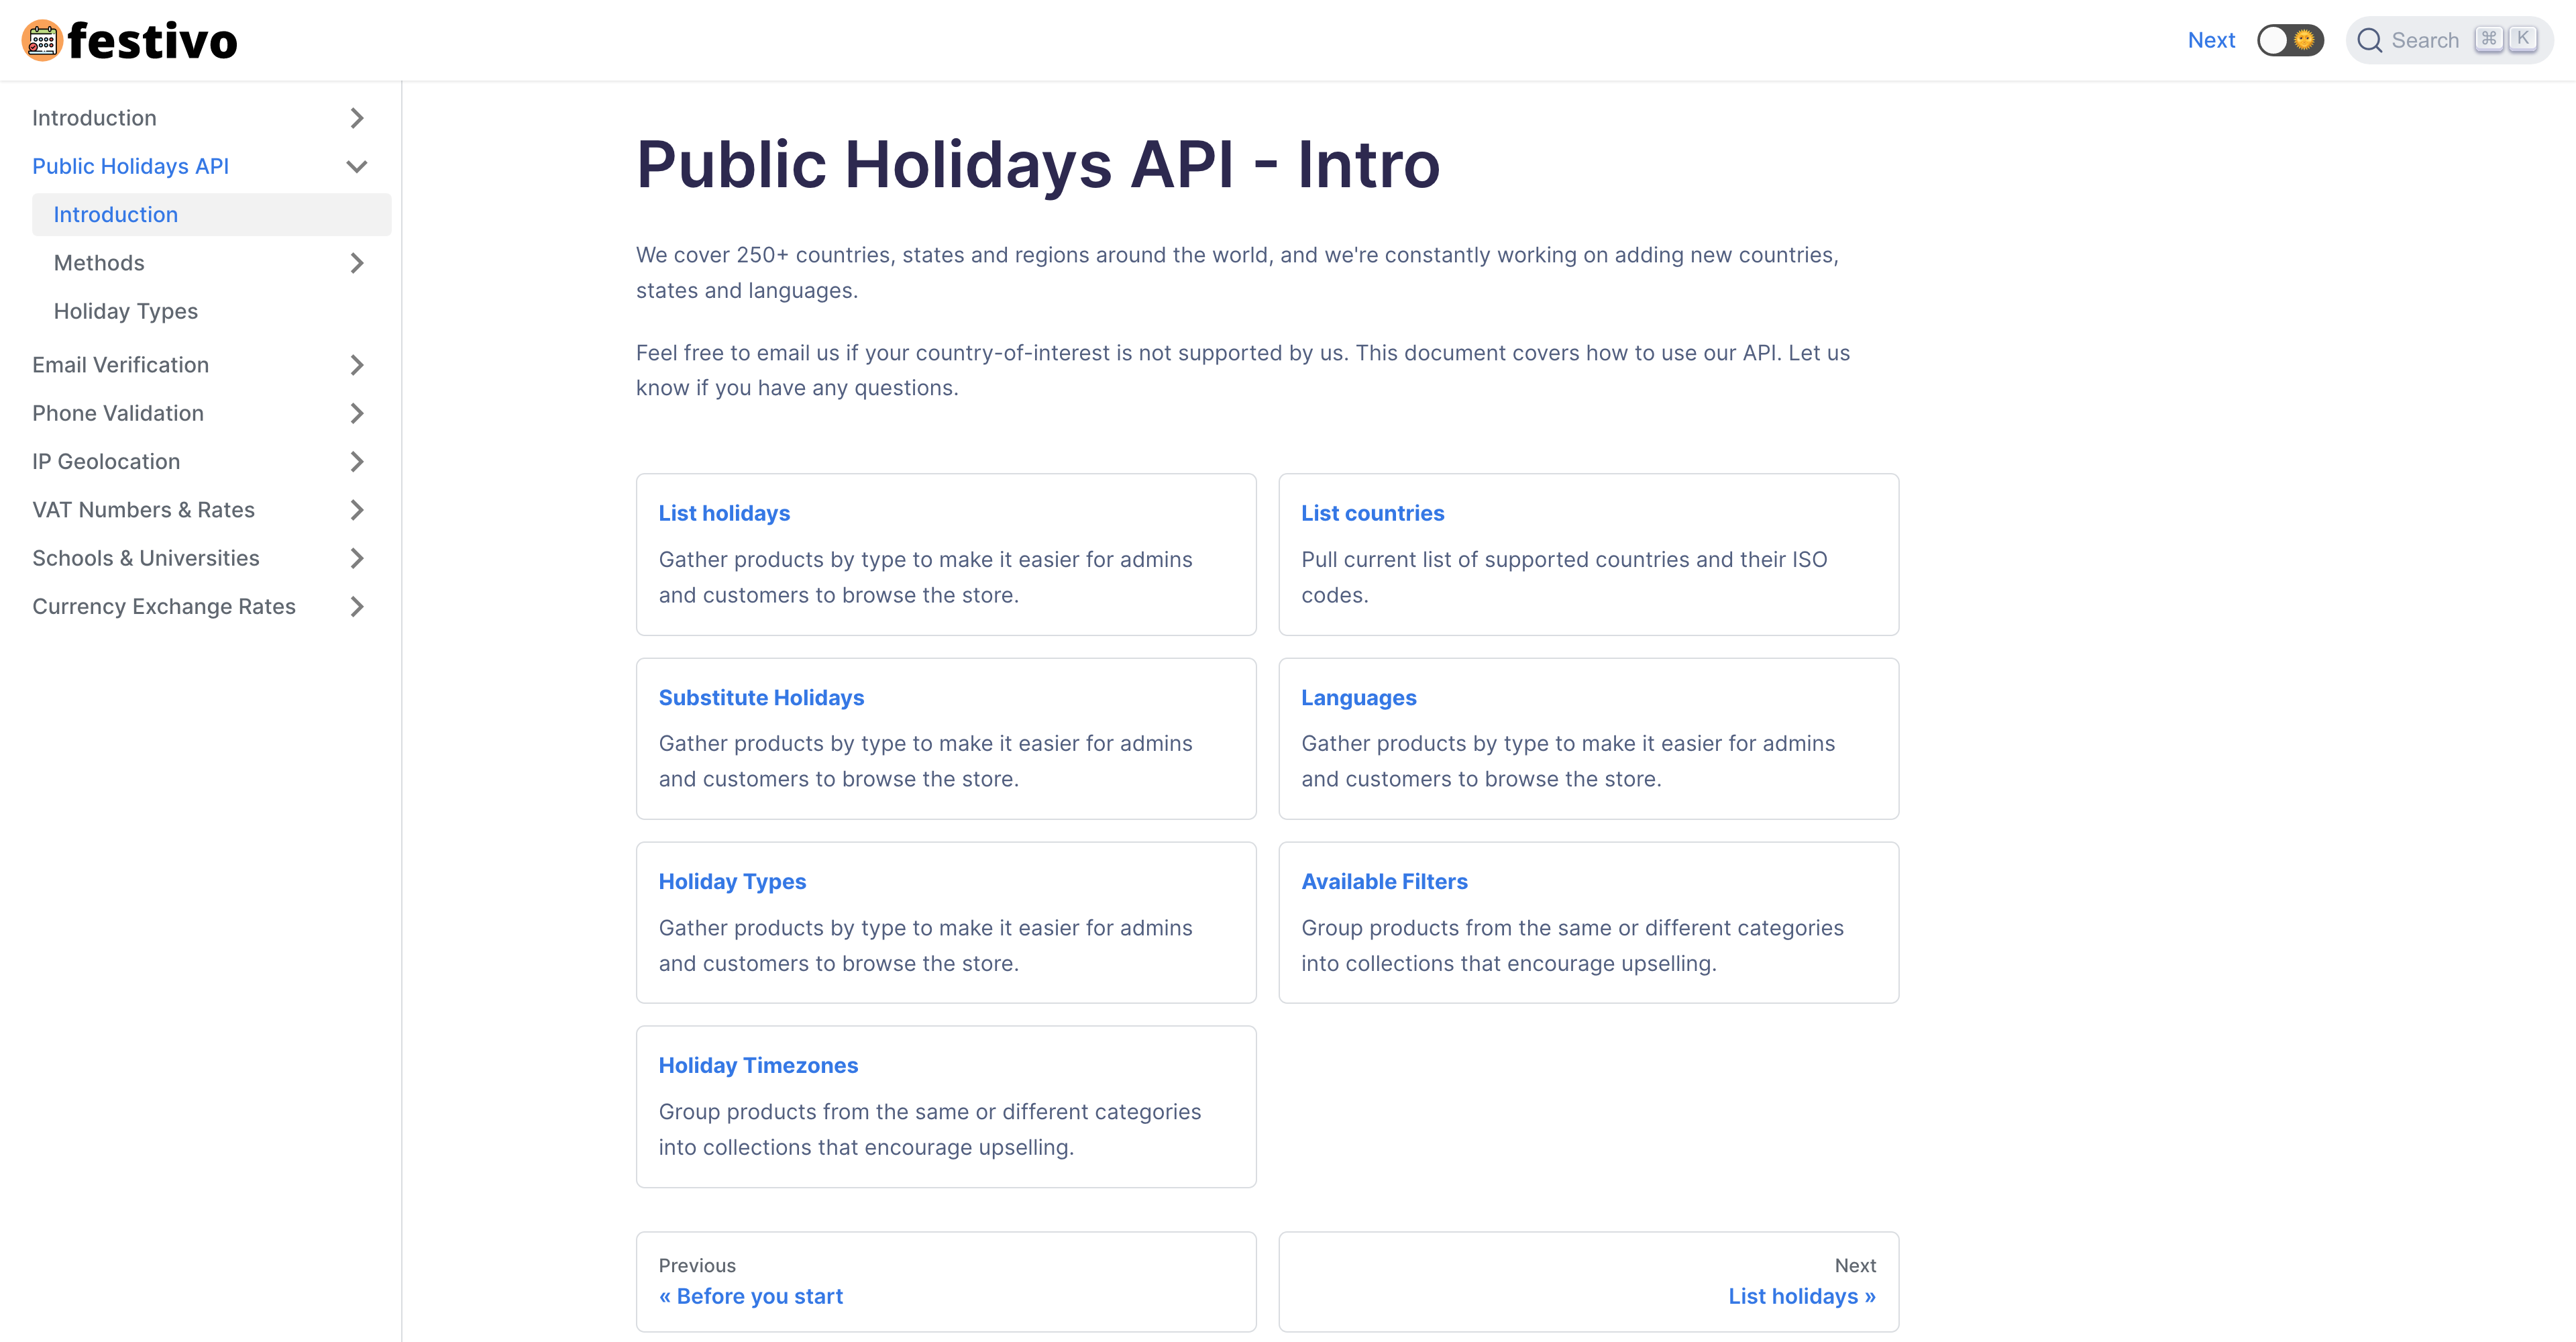 festivo
Next
Search ⌘ K
Introduction
Public Holidays API
Introduction
Methods
Holiday Types
Email Verification
Phone Validation
IP Geolocation
VAT Numbers & Rates
Schools & Universities
Currency Exchange Rates
Public Holidays API - Intro
We cover 250+ countries, states and regions around the world, and we're constantly working on adding new countries,
states and languages.
Feel free to email us if your country-of-interest is not supported by us. This document covers how to use our API. Let us
know if you have any questions.
List holidays
Gather products by type to make it easier for admins
and customers to browse the store.
List countries
Pull current list of supported countries and their ISO
codes.
Substitute Holidays
Gather products by type to make it easier for admins
and customers to browse the store.
Languages
Gather products by type to make it easier for admins
and customers to browse the store.
Holiday Types
Gather products by type to make it easier for admins
and customers to browse the store.
Available Filters
Group products from the same or different categories
into collections that encourage upselling.
Holiday Timezones
Group products from the same or different categories
into collections that encourage upselling.
Previous
« Before you start
Next
List holidays »